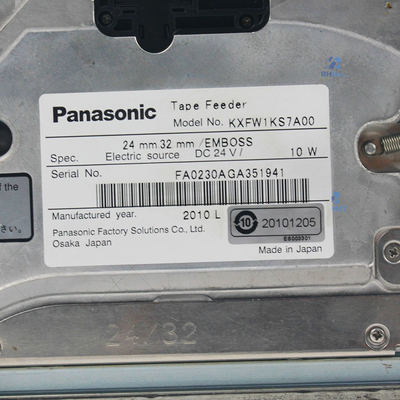 Panasonic Tape Feeder
Model No. KXFW1KS7A00
24 mm 32 mm /EMBOSS
Spec. Electric source DC 24 V / 10 W
Serial No. FA0230AGA351941
Manufactured year. 2010 L
10 20101205
Panasonic Factory Solutions Co., Ltd.
Osaka Japan
Made in Japan
of the
さい。
24/32